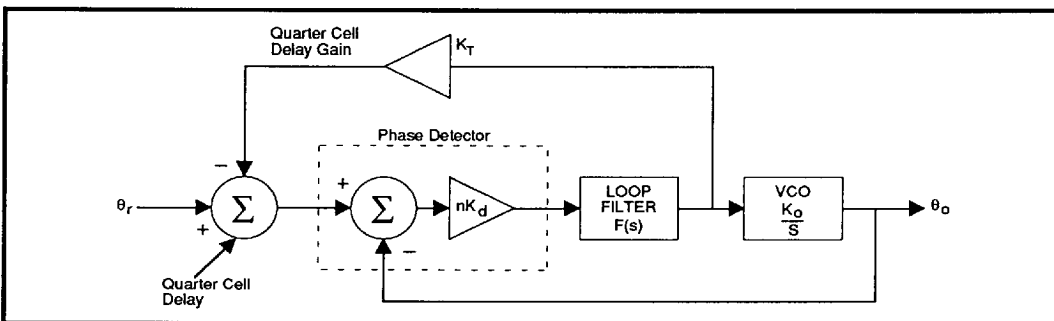 Quarter Cell
Delay Gain
K_T
Phase Detector
−
+
Σ
nK_d
LOOP
FILTER
F(s)
VCO
K_o
S
θ_o
θ_r
+
Σ
−
Quarter Cell
Delay